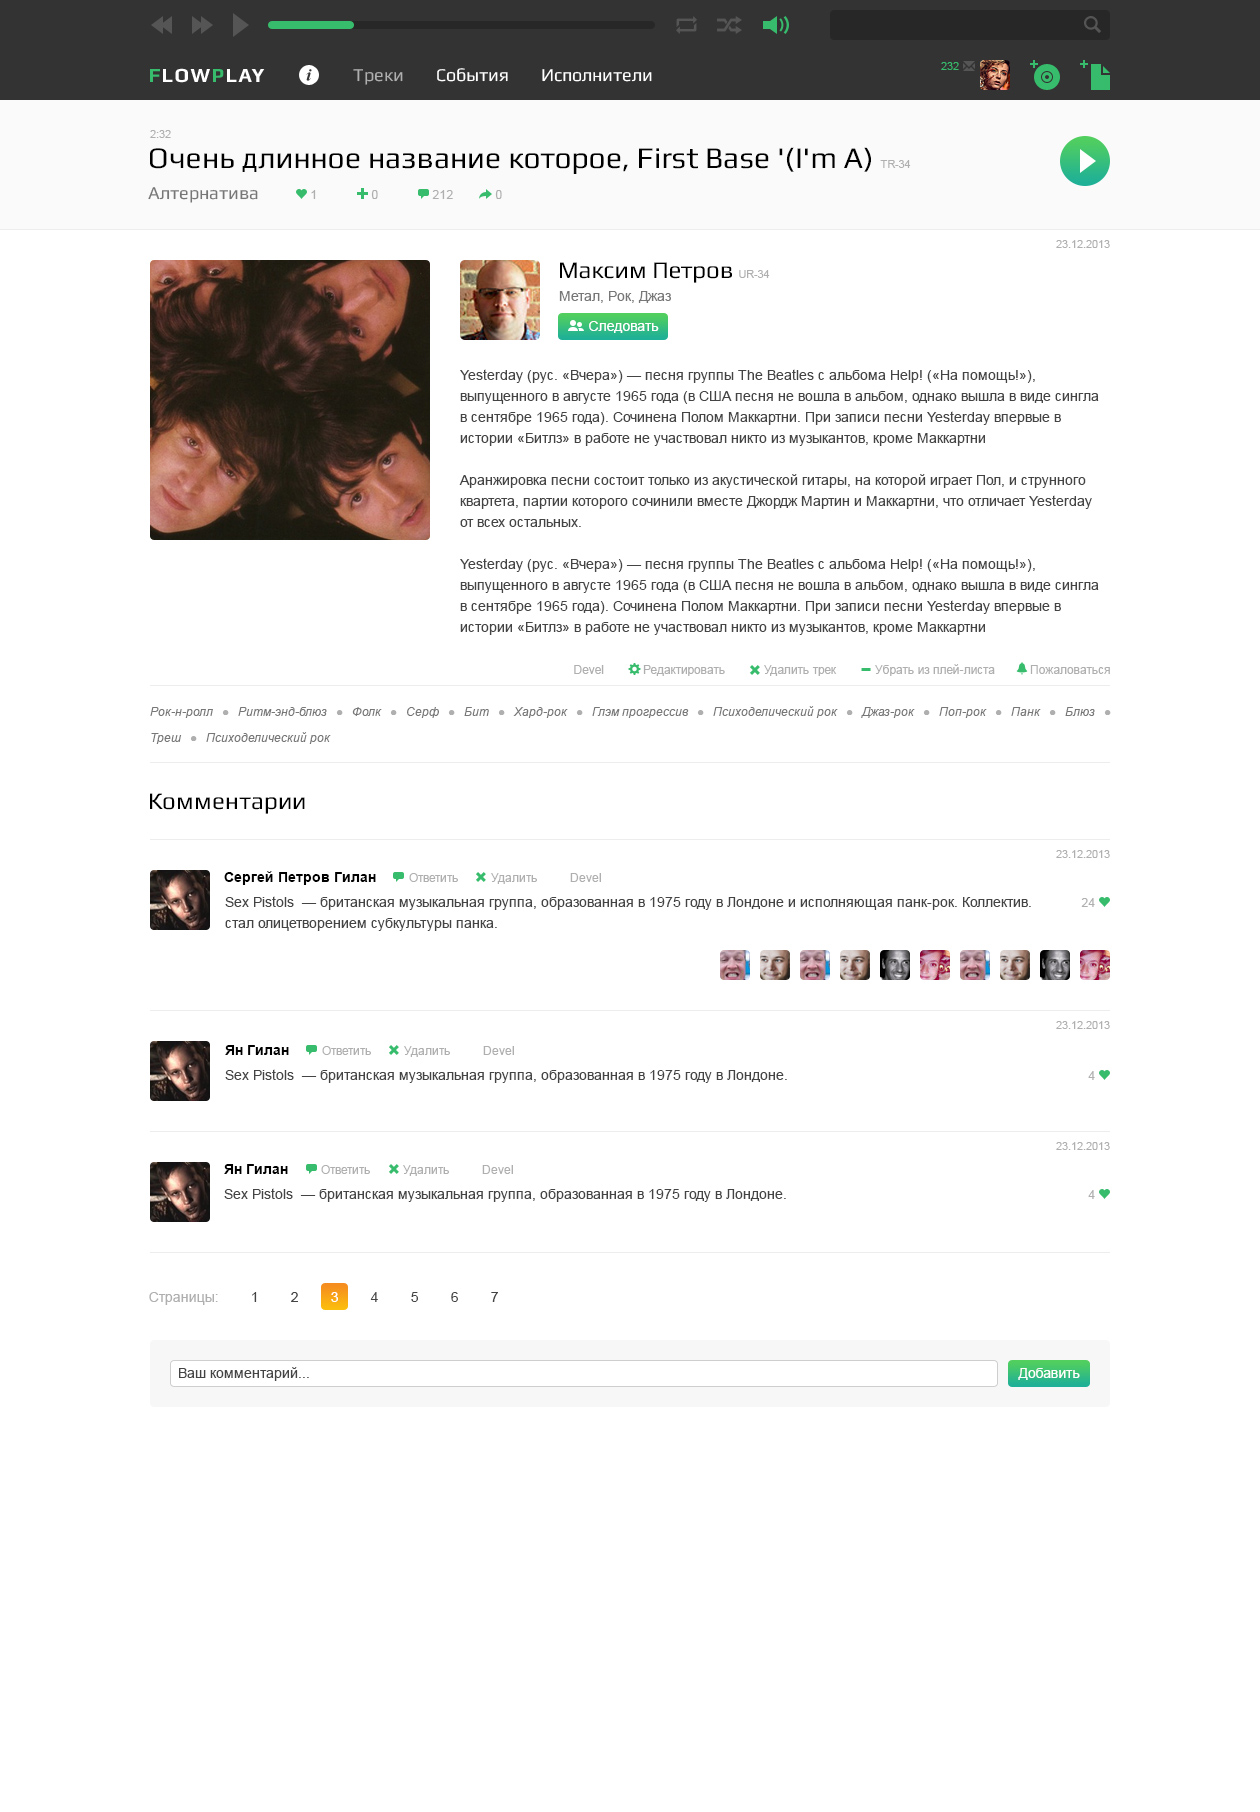 FLOWPLAY
Треки
События
Исполнители
232
2:32
Очень длинное название которое, First Base '(I'm A) TR-34
Алтернатива 1 0 212 0
23.12.2013
Максим Петров UR-34
Метал, Рок, Джаз
Следовать
Yesterday (рус. «Вчера») — песня группы The Beatles с альбома Help! («На помощь!»),
выпущенного в августе 1965 года (в США песня не вошла в альбом, однако вышла в виде сингла
в сентябре 1965 года). Сочинена Полом Маккартни. При записи песни Yesterday впервые в
истории «Битлз» в работе не участвовал никто из музыкантов, кроме Маккартни
Аранжировка песни состоит только из акустической гитары, на которой играет Пол, и струнного
квартета, партии которого сочинили вместе Джордж Мартин и Маккартни, что отличает Yesterday
от всех остальных.
Yesterday (рус. «Вчера») — песня группы The Beatles с альбома Help! («На помощь!»),
выпущенного в августе 1965 года (в США песня не вошла в альбом, однако вышла в виде сингла
в сентябре 1965 года). Сочинена Полом Маккартни. При записи песни Yesterday впервые в
истории «Битлз» в работе не участвовал никто из музыкантов, кроме Маккартни
Devel Редактировать Удалить трек Убрать из плей-листа Пожаловаться
Рок-н-ролл • Ритм-энд-блюз • Фолк • Серф • Бит • Хард-рок • Глэм прогрессив • Психоделический рок • Джаз-рок • Поп-рок • Панк • Блюз •
Треш • Психоделический рок
Комментарии
23.12.2013
Сергей Петров Гилан Ответить Удалить Devel
Sex Pistols — британская музыкальная группа, образованная в 1975 году в Лондоне и исполняющая панк-рок. Коллектив. 24
стал олицетворением субкультуры панка.
23.12.2013
Ян Гилан Ответить Удалить Devel
Sex Pistols — британская музыкальная группа, образованная в 1975 году в Лондоне. 4
23.12.2013
Ян Гилан Ответить Удалить Devel
Sex Pistols — британская музыкальная группа, образованная в 1975 году в Лондоне. 4
Страницы: 1 2 3 4 5 6 7
Ваш комментарий... Добавить